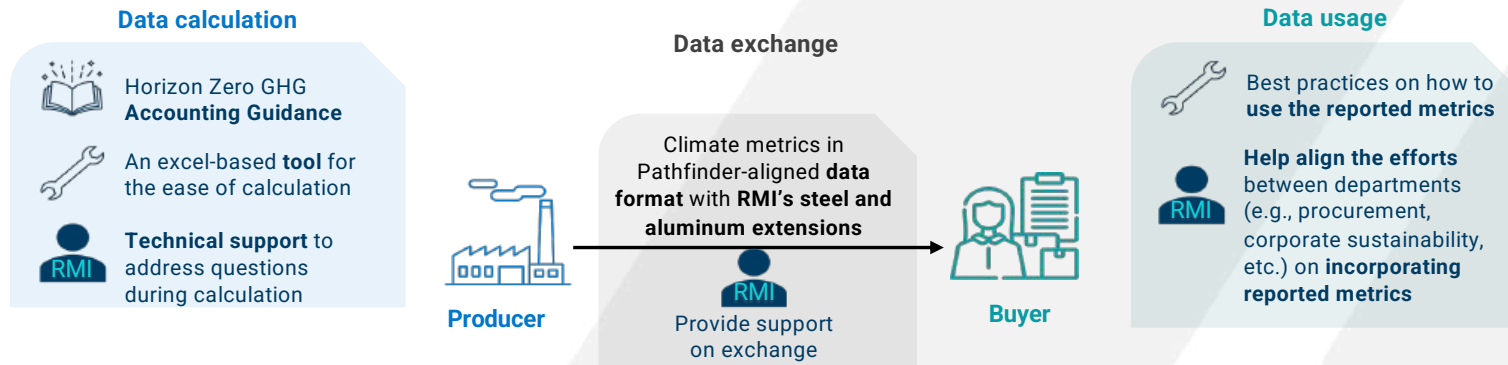 Data calculation
Horizon Zero GHG
Accounting Guidance
An excel-based tool for
the ease of calculation
RMI
Technical support to
address questions
during calculation
Producer
Data exchange
Climate metrics in
Pathfinder-aligned data
format with RMI's steel and
aluminum extensions
RMI
Provide support
on exchange
Buyer
Data usage
Best practices on how to
use the reported metrics
RMI
Help align the efforts
between departments
(e.g., procurement,
corporate sustainability,
etc.) on incorporating
reported metrics